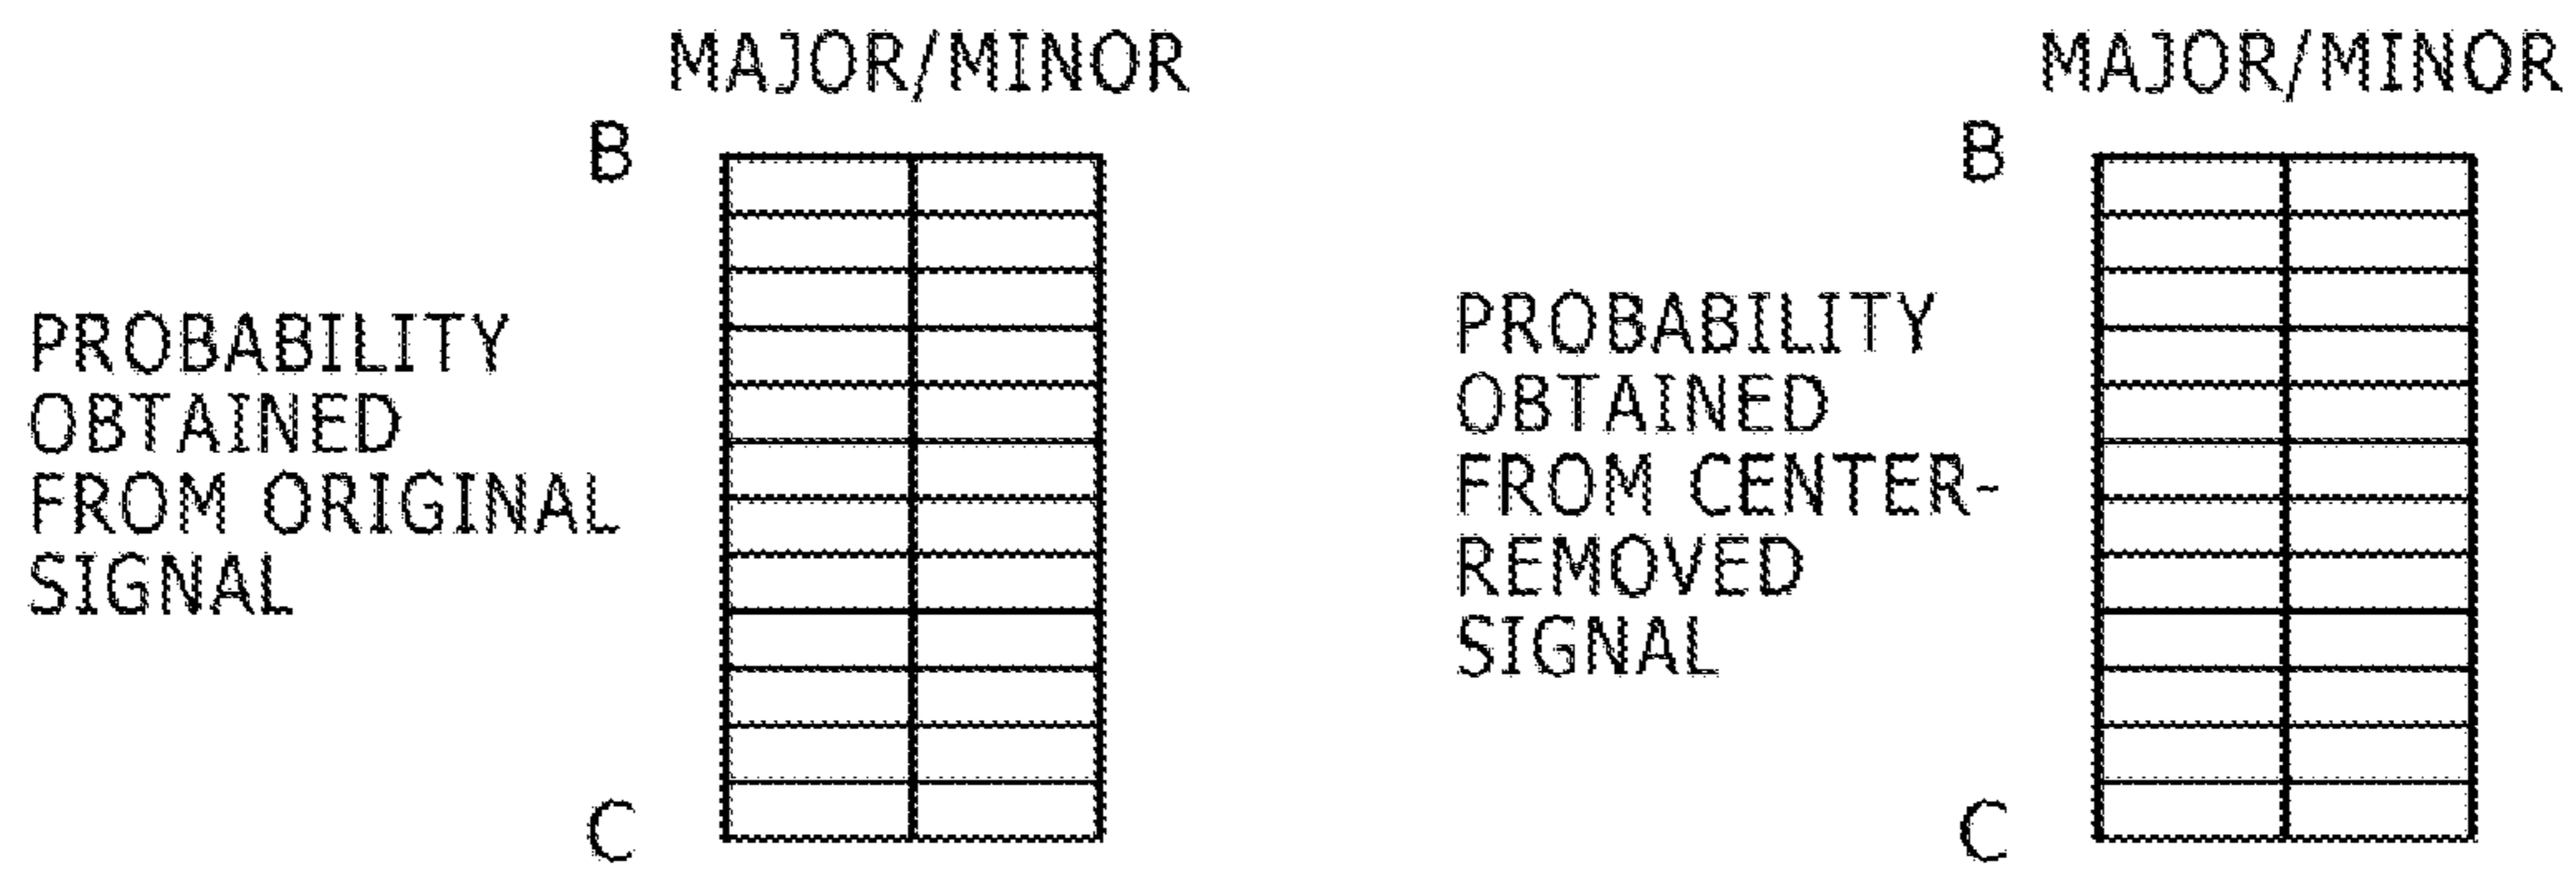 MAJOR/MINOR
B
PROBABILITY
OBTAINED
FROM ORIGINAL
SIGNAL
C
MAJOR/MINOR
B
PROBABILITY
OBTAINED
FROM CENTER-
REMOVED
SIGNAL
C